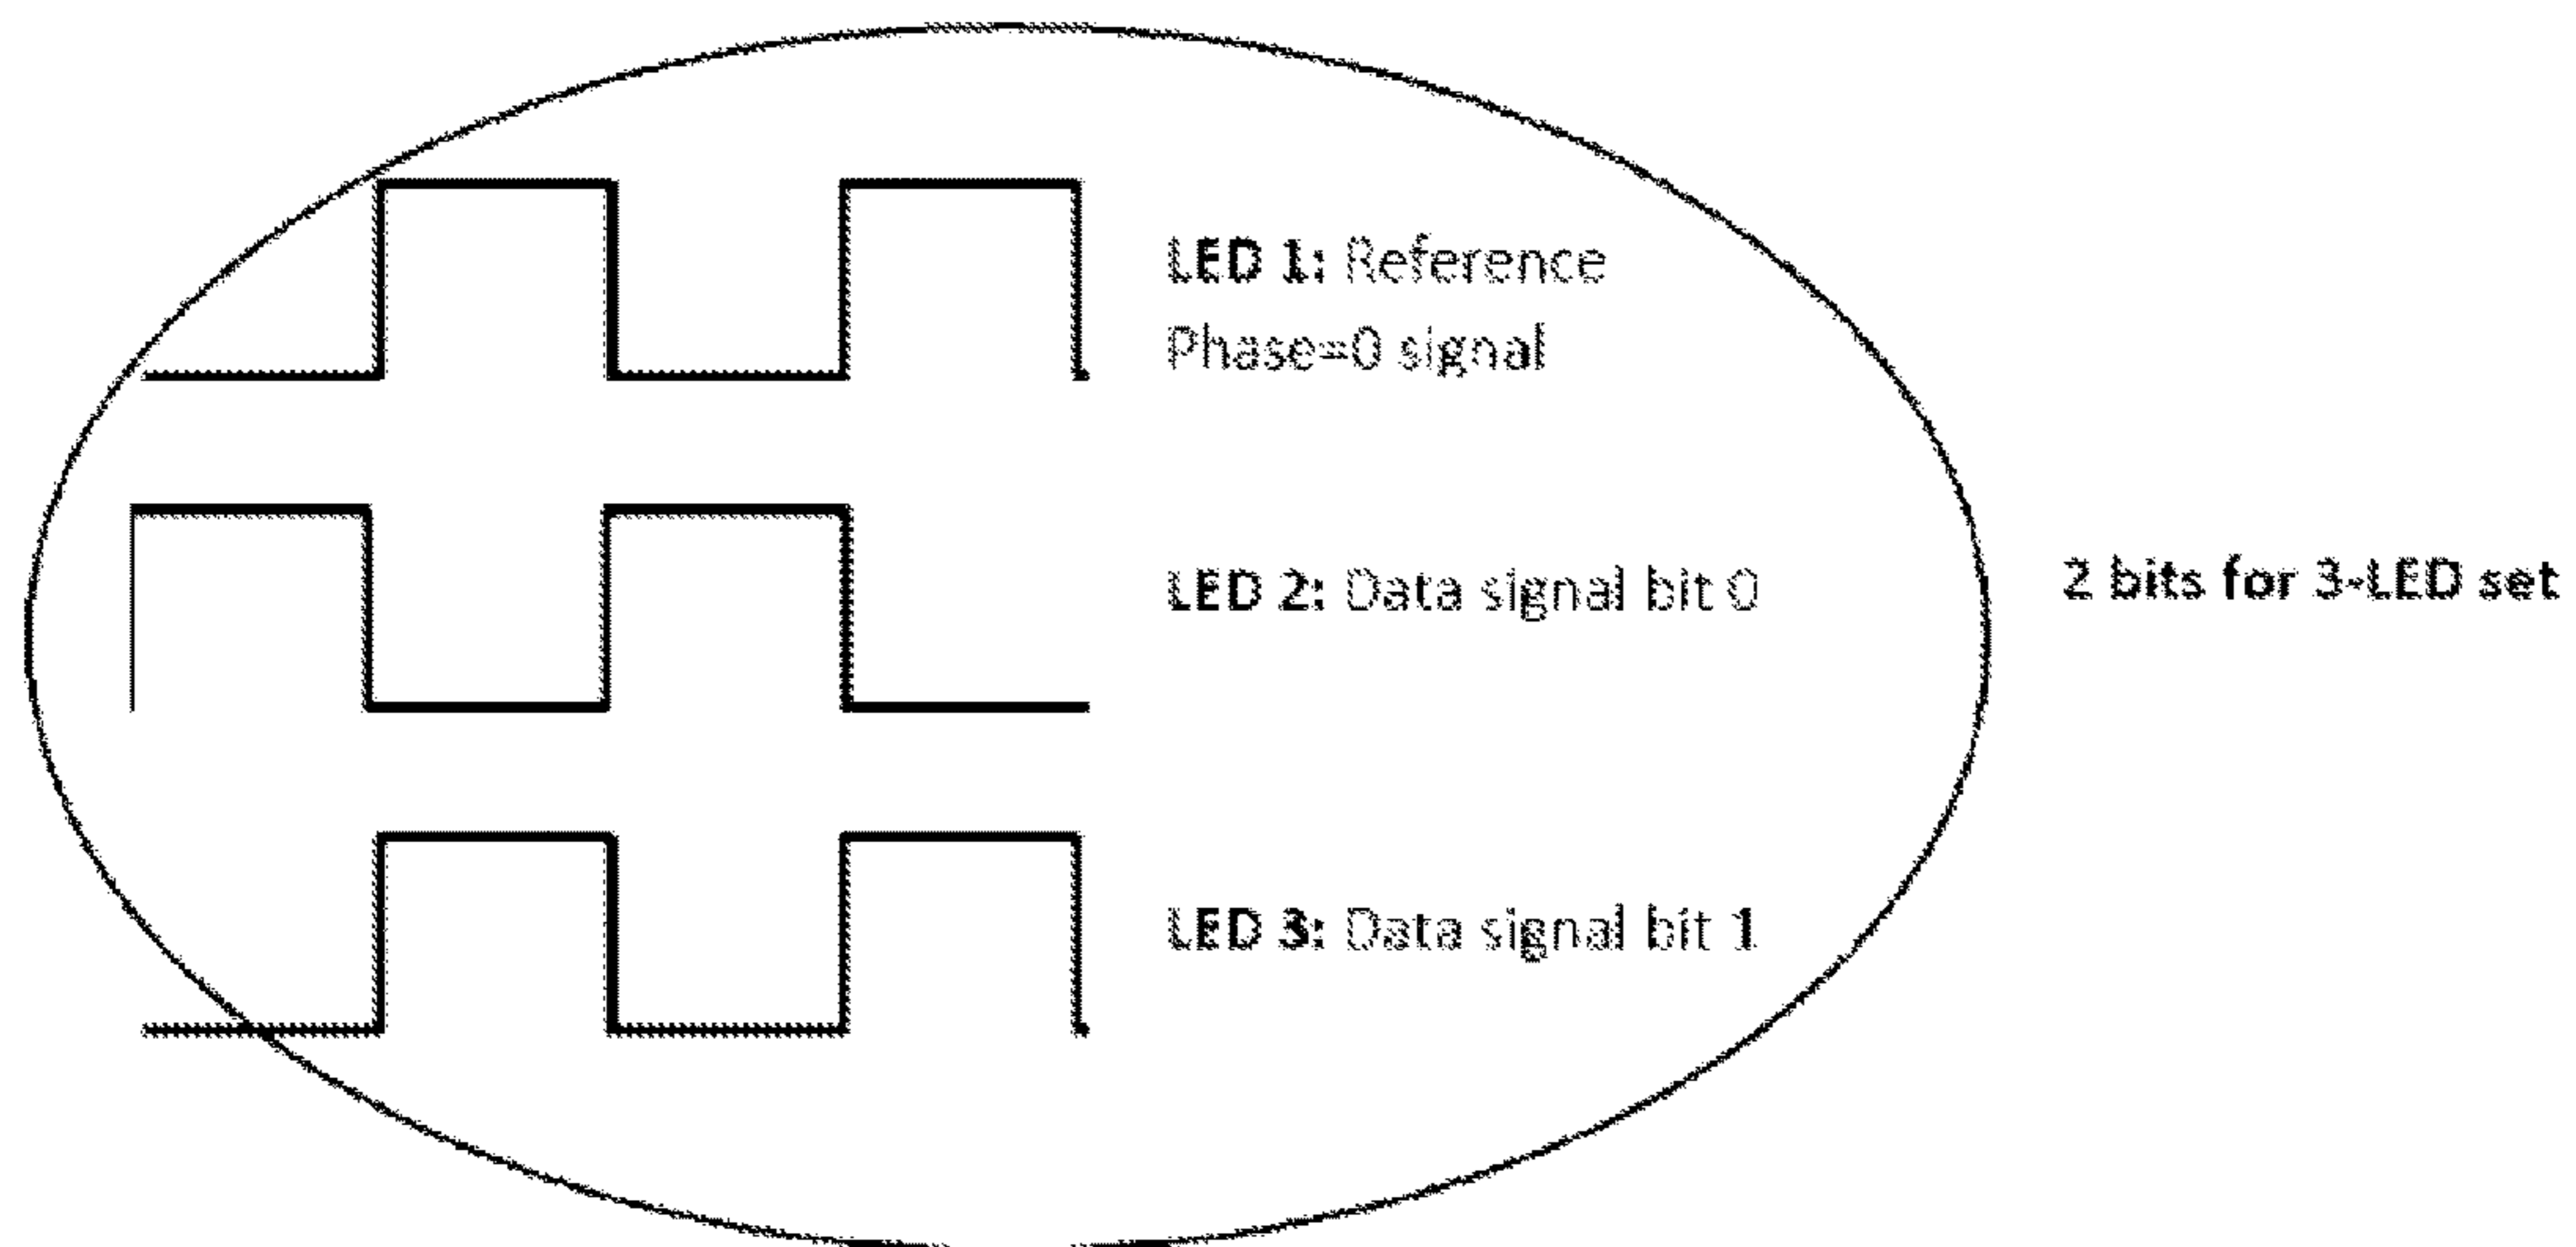 LED 1: Reference
Phase=0 signal
LED 2: Data signal bit 0
2 bits for 3-LED set
LED 3: Data signal bit 1